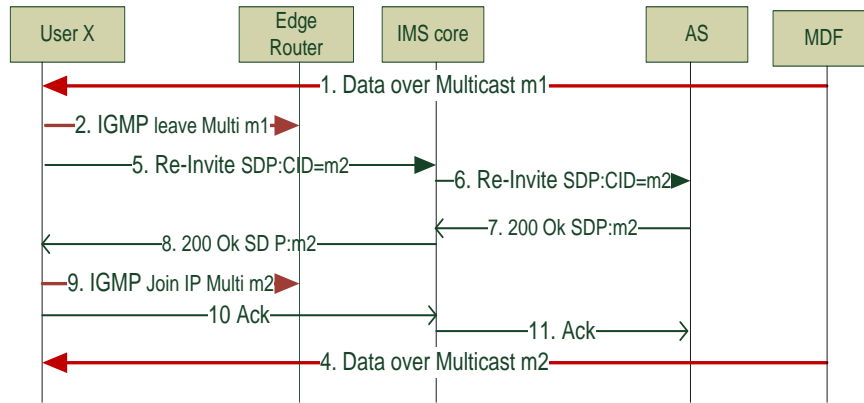 User X
Edge
Router
IMS core
AS
MDF
1. Data over Multicast m1
2. IGMP leave Multi m1
5. Re-Invite SDP:CID=m2
6. Re-Invite SDP:CID=m2
7. 200 Ok SDP:m2
8. 200 Ok SD P:m2
9. IGMP Join IP Multi m2
10 Ack
11. Ack
4. Data over Multicast m2